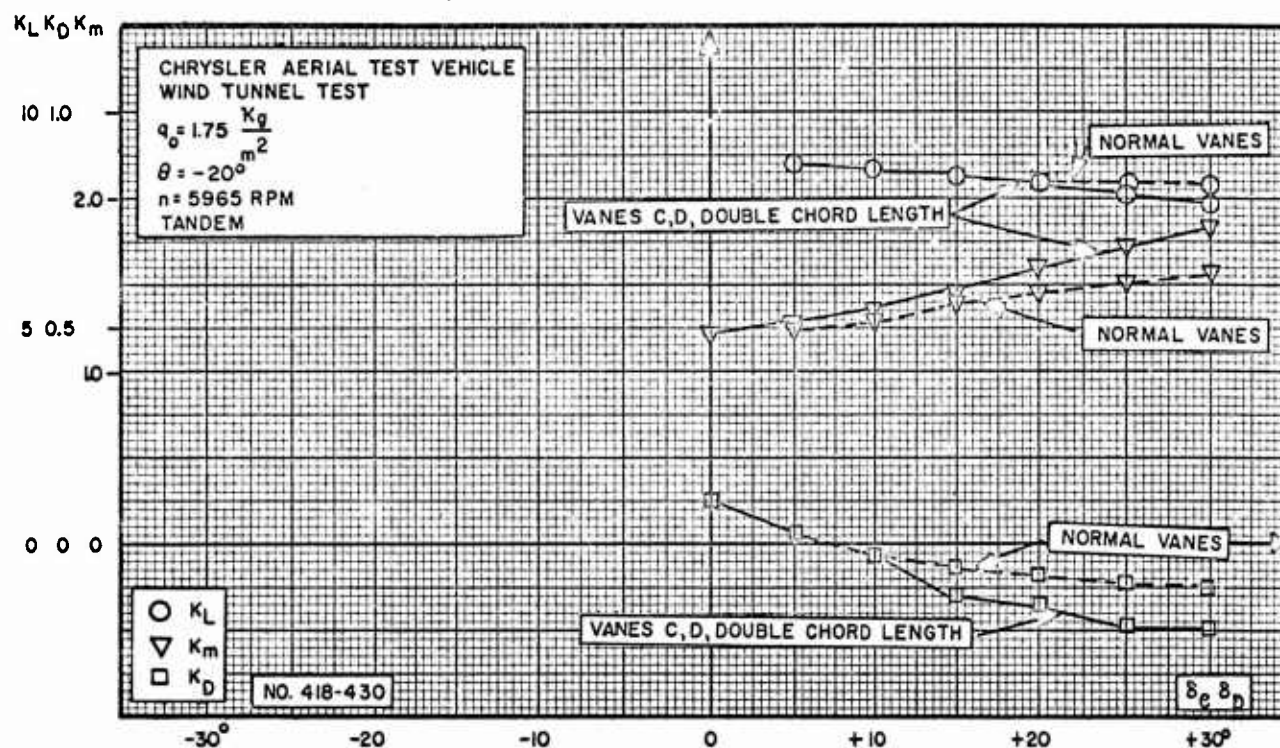 KL KD Km
CHRYSLER AERIAL TEST VEHICLE
WIND TUNNEL TEST
q₀ = 1.75 Kg/m²
θ = -20°
n = 5965 RPM
TANDEM
10 1.0
2.0
5 0.5
1.0
0 0 0
NORMAL VANES
VANES C,D, DOUBLE CHORD LENGTH
NORMAL VANES
NORMAL VANES
VANES C,D, DOUBLE CHORD LENGTH
KL
Km
KD
NO. 418-430
δe δD
-30° -20 -10 0 +10 +20 +30°